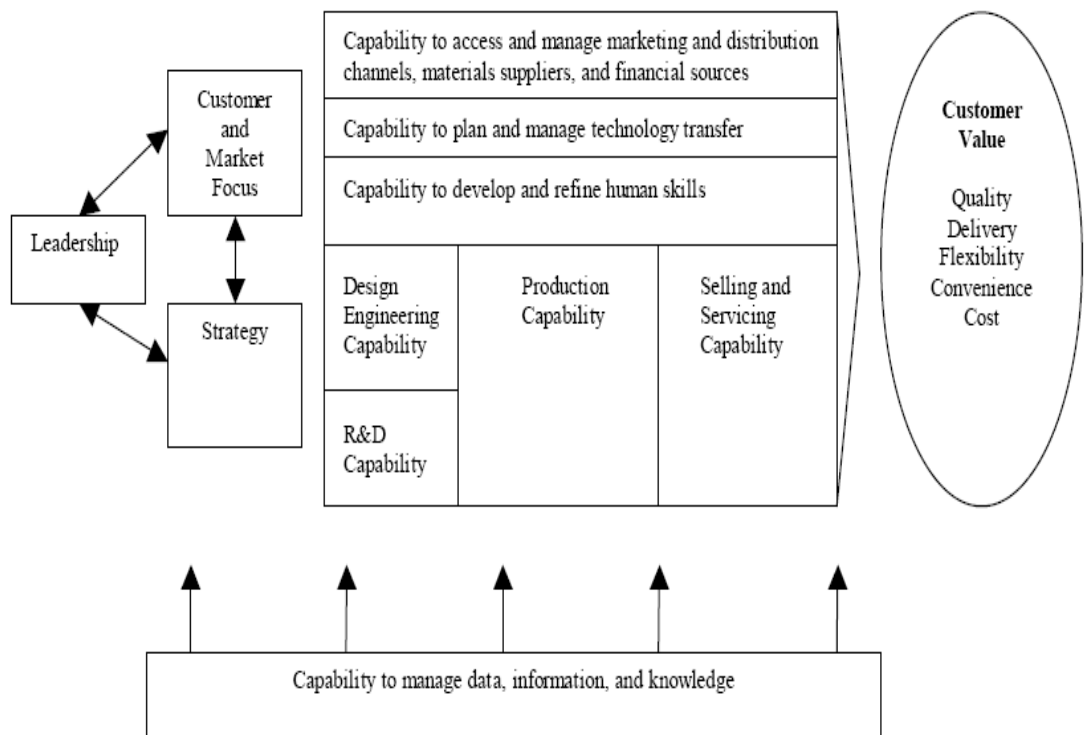 Capability to access and manage marketing and distribution
channels, materials suppliers, and financial sources
Customer
and
Market
Focus
Capability to plan and manage technology transfer
Capability to develop and refine human skills
Leadership
Strategy
Design
Engineering
Capability
R&D
Capability
Production
Capability
Selling and
Servicing
Capability
Customer
Value
Quality
Delivery
Flexibility
Convenience
Cost
Capability to manage data, information, and knowledge